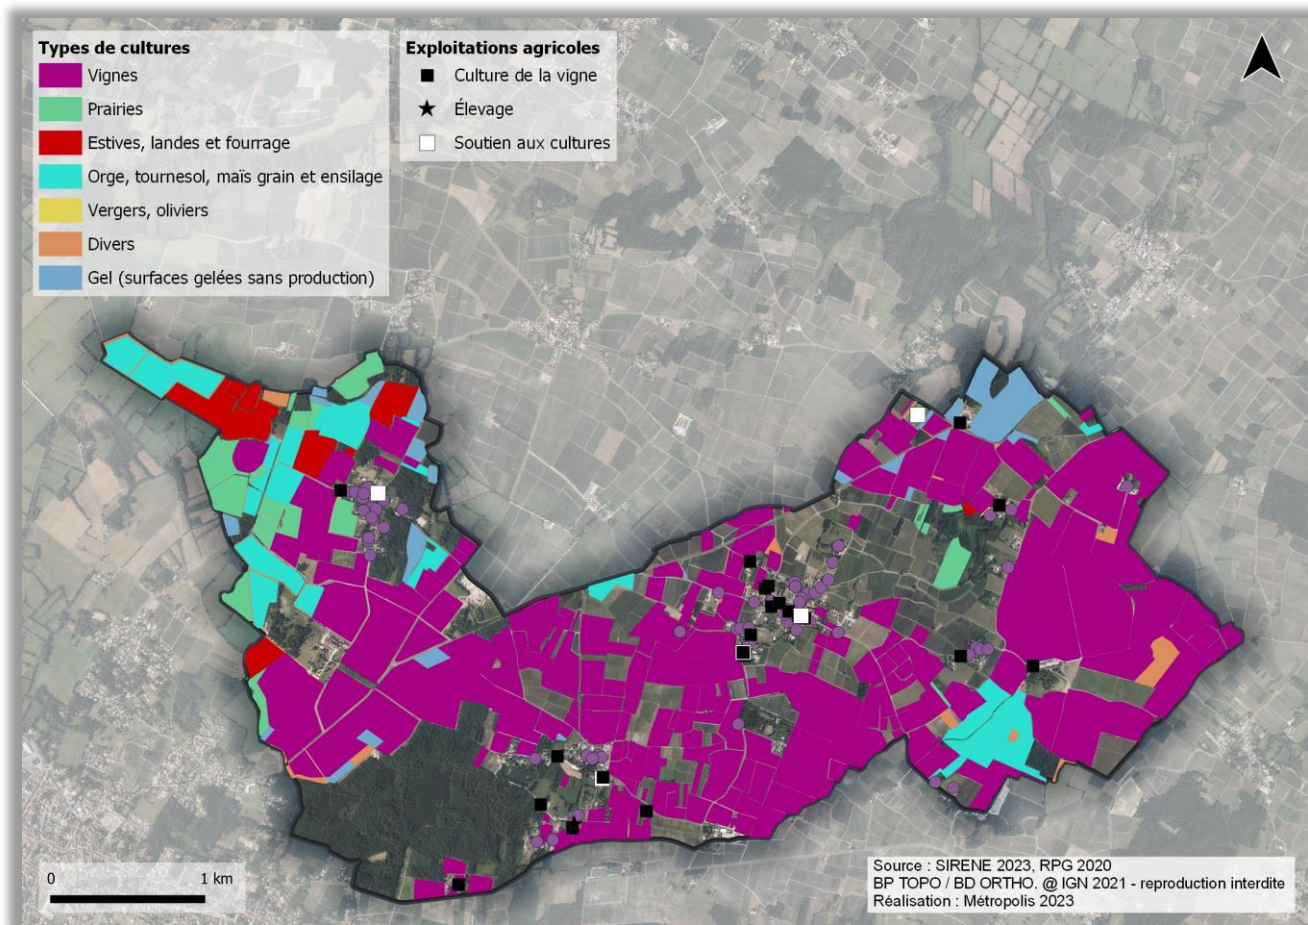 Types de cultures
Vignes
Prairies
Estives, landes et fourrage
Orge, tournesol, maïs grain et ensilage
Vergers, oliviers
Divers
Gel (surfaces gelées sans production)
Exploitations agricoles
Culture de la vigne
Élevage
Soutien aux cultures
0 1 km
Source : SIRENE 2023, RPG 2020
BP TOPO / BD ORTHO. @ IGN 2021 - reproduction interdite
Réalisation : Métropolis 2023